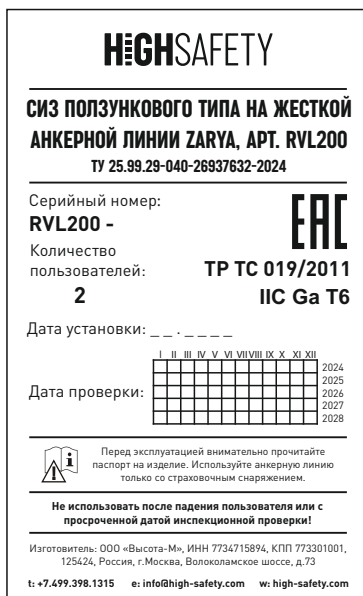 HIGHSAFETY
СИЗ ПОЛЗУНКОВОГО ТИПА НА ЖЕСТКОЙ
АНКЕРНОЙ ЛИНИИ ZARYA, АРТ. RVL200
ТУ 25.99.29-040-26937632-2024
Серийный номер:
RVL200 -
EAC
Количество
пользователей:
2
ТР ТС 019/2011
IIC Ga T6
Дата установки: _ _ . _ _ _ _
I II III IV V VI VII VIII IX X XI XII
2024
2025
Дата проверки:
2026
2027
2028
Перед эксплуатацией внимательно прочитайте
паспорт на изделие. Используйте анкерную линию
только со страховочным снаряжением.
Не использовать после падения пользователя или с
просроченной датой инспекционной проверки!
Изготовитель: ООО «Высота-М», ИНН 7734715894, КПП 773301001,
125424, Россия, г.Москва, Волоколамское шоссе, д.73
t: +7.499.398.1315 e: info@high-safety.com w: high-safety.com